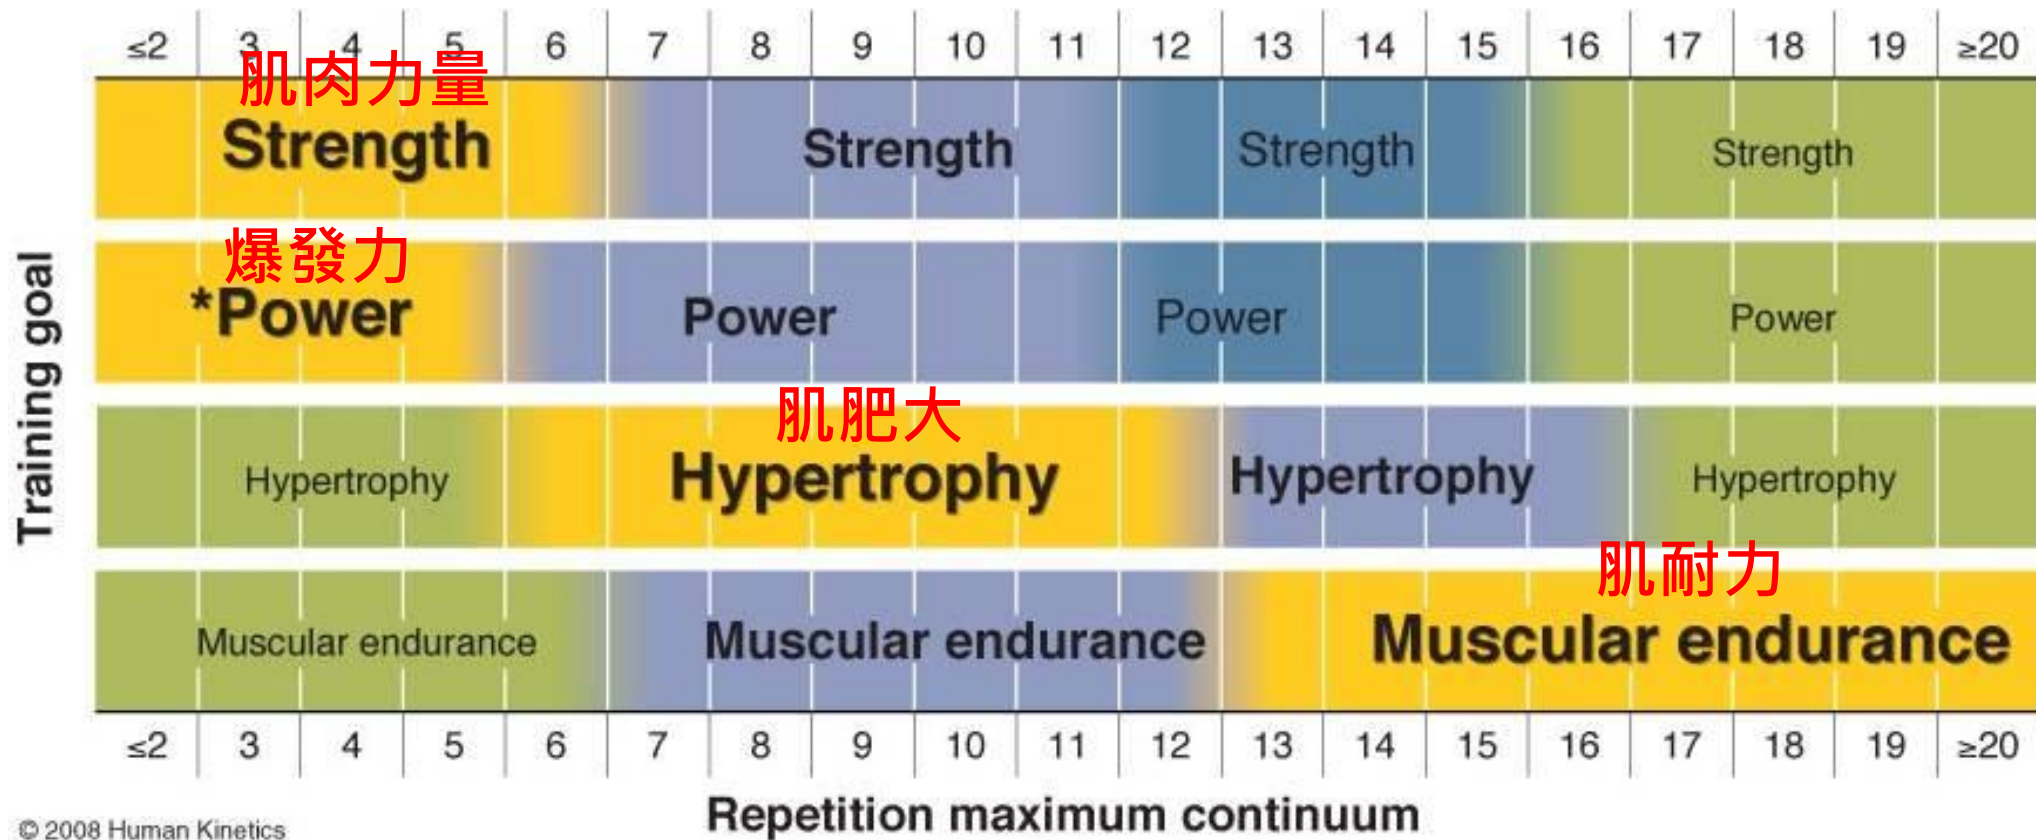 ≤2 3 4 5 6 7 8 9 10 11 12 13 14 15 16 17 18 19 ≥20
肌肉力量
Strength Strength Strength Strength
爆發力
*Power Power Power Power
肌肥大
Hypertrophy Hypertrophy Hypertrophy Hypertrophy
肌耐力
Muscular endurance Muscular endurance Muscular endurance
Training goal
≤2 3 4 5 6 7 8 9 10 11 12 13 14 15 16 17 18 19 ≥20
Repetition maximum continuum
© 2008 Human Kinetics